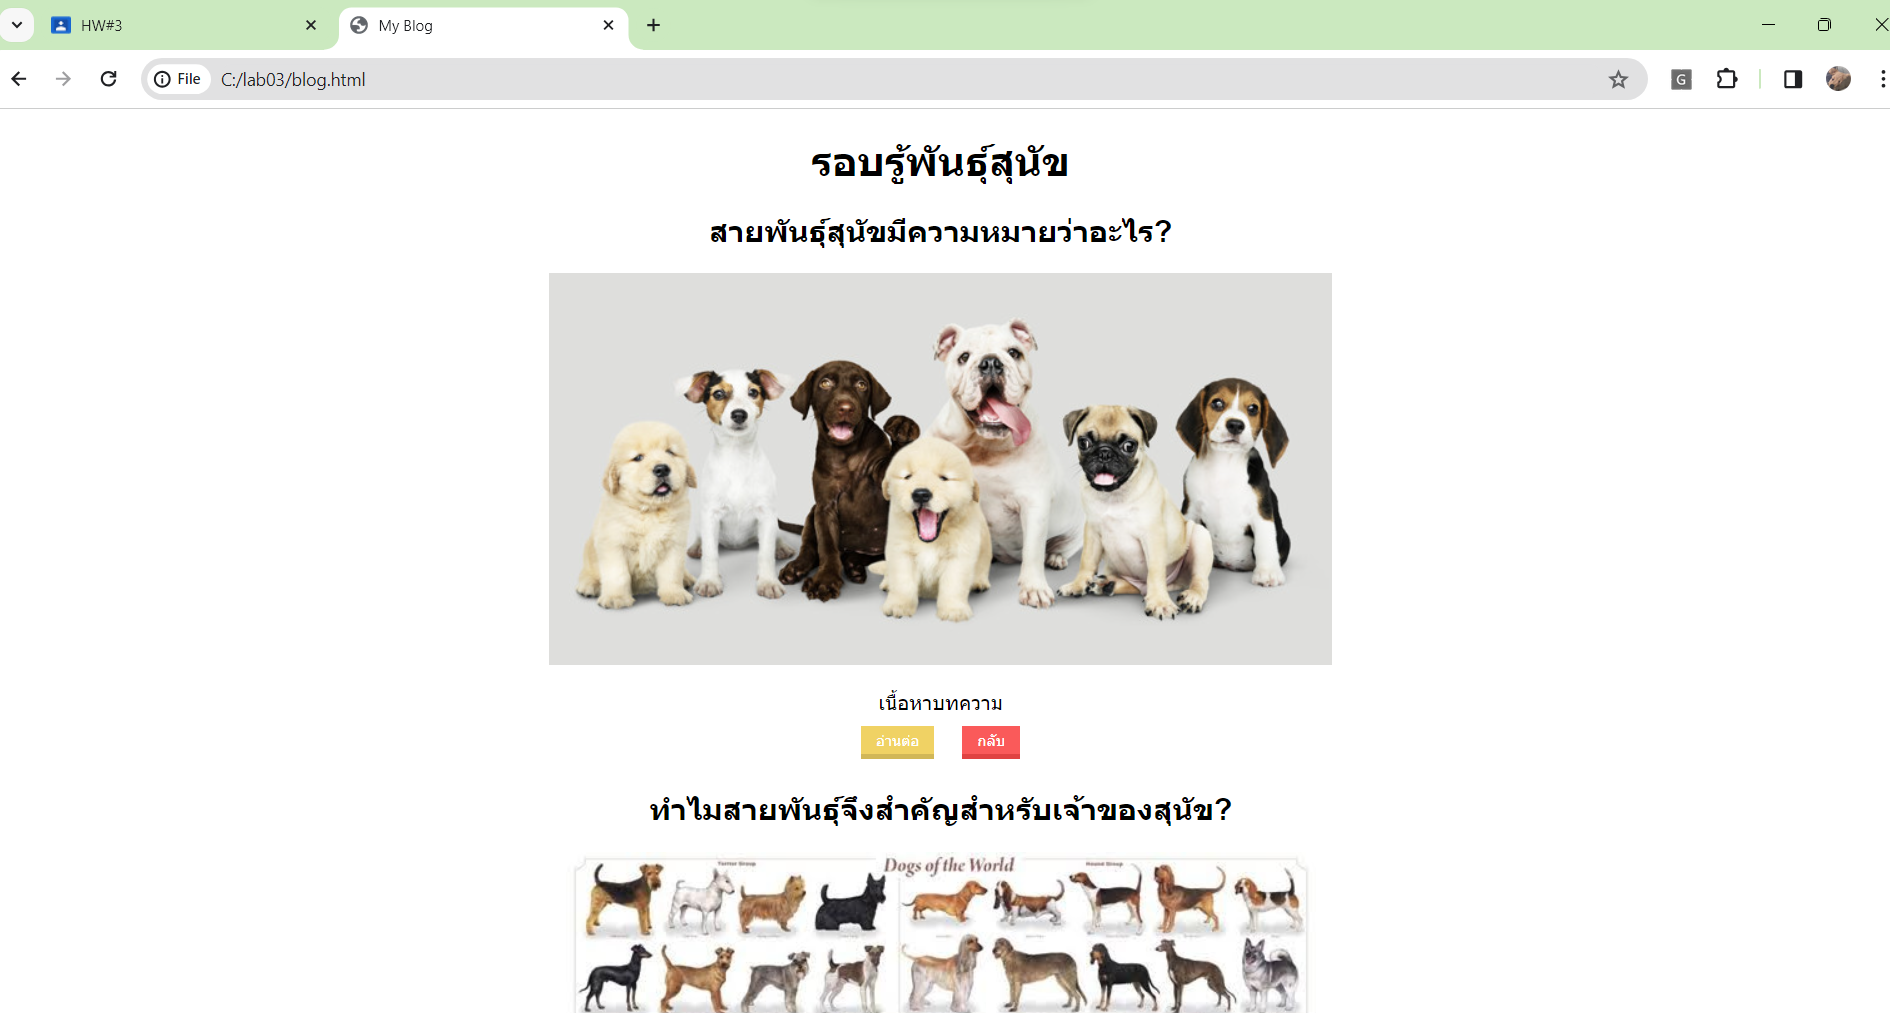 HW#3
My Blog
File
C:/lab03/blog.html
G
รอบรู้พันธุ์สุนัข
สายพันธุ์สุนัขมีความหมายว่าอะไร?
เนื้อหาบทความ
อ่านต่อ กลับ
ทำไมสายพันธุ์จึงสำคัญสำหรับเจ้าของสุนัข?
Terrier Group Dogs of the World Hound Group